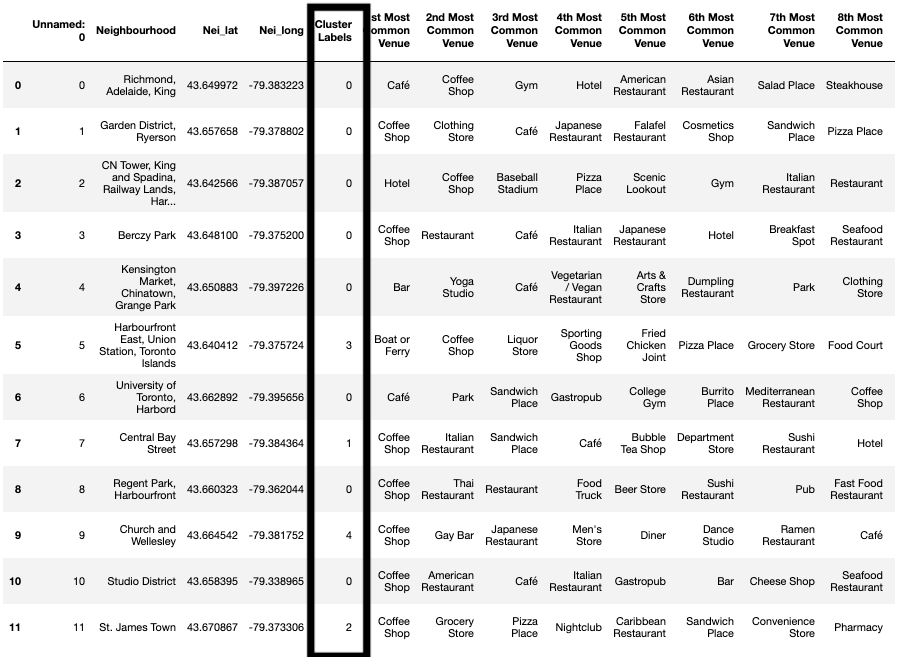 Unnamed: 0 Neighbourhood Nei_lat Nei_long Cluster Labels st Most ommon Venue 2nd Most Common Venue 3rd Most Common Venue 4th Most Common Venue 5th Most Common Venue 6th Most Common Venue 7th Most Common Venue 8th Most Common Venue
0 0 Richmond, Adelaide, King 43.649972 -79.383223 0 Café Coffee Shop Gym Hotel American Restaurant Asian Restaurant Salad Place Steakhouse
1 1 Garden District, Ryerson 43.657658 -79.378802 0 Coffee Shop Clothing Store Café Japanese Restaurant Falafel Restaurant Cosmetics Shop Sandwich Place Pizza Place
2 2 CN Tower, King and Spadina, Railway Lands, Har... 43.642566 -79.387057 0 Hotel Coffee Shop Baseball Stadium Pizza Place Scenic Lookout Gym Italian Restaurant Restaurant
3 3 Berczy Park 43.648100 -79.375200 0 Coffee Shop Restaurant Café Italian Restaurant Japanese Restaurant Hotel Breakfast Spot Seafood Restaurant
4 4 Kensington Market, Chinatown, Grange Park 43.650883 -79.397226 0 Bar Yoga Studio Café Vegetarian / Vegan Restaurant Arts & Crafts Store Dumpling Restaurant Park Clothing Store
5 5 Harbourfront East, Union Station, Toronto Islands 43.640412 -79.375724 3 Boat or Ferry Coffee Shop Liquor Store Sporting Goods Shop Fried Chicken Joint Pizza Place Grocery Store Food Court
6 6 University of Toronto, Harbord 43.662892 -79.395656 0 Café Park Sandwich Place Gastropub College Gym Burrito Place Mediterranean Restaurant Coffee Shop
7 7 Central Bay Street 43.657298 -79.384364 1 Coffee Shop Italian Restaurant Sandwich Place Café Bubble Tea Shop Department Store Sushi Restaurant Hotel
8 8 Regent Park, Harbourfront 43.660323 -79.362044 0 Coffee Shop Thai Restaurant Restaurant Food Truck Beer Store Sushi Restaurant Pub Fast Food Restaurant
9 9 Church and Wellesley 43.664542 -79.381752 4 Coffee Shop Gay Bar Japanese Restaurant Men's Store Diner Dance Studio Ramen Restaurant Café
10 10 Studio District 43.658395 -79.338965 0 Coffee Shop American Restaurant Café Italian Restaurant Gastropub Bar Cheese Shop Seafood Restaurant
11 11 St. James Town 43.670867 -79.373306 2 Coffee Shop Grocery Store Pizza Place Nightclub Caribbean Restaurant Sandwich Place Convenience Store Pharmacy